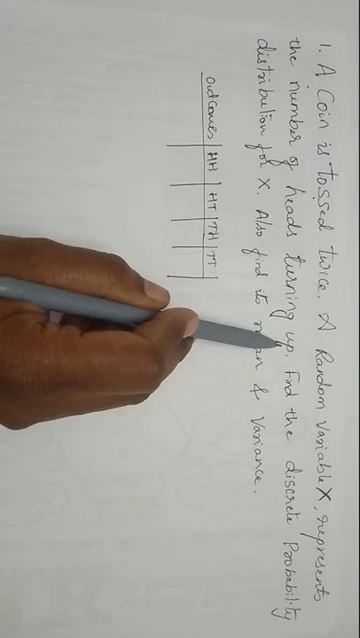 1. A Coin is tossed twice. A Random Variable X, represents
the number of heads turning up. Find the discrete Probability
distribution for X. Also find its & Variance.
Outcomes HH HT TH TT